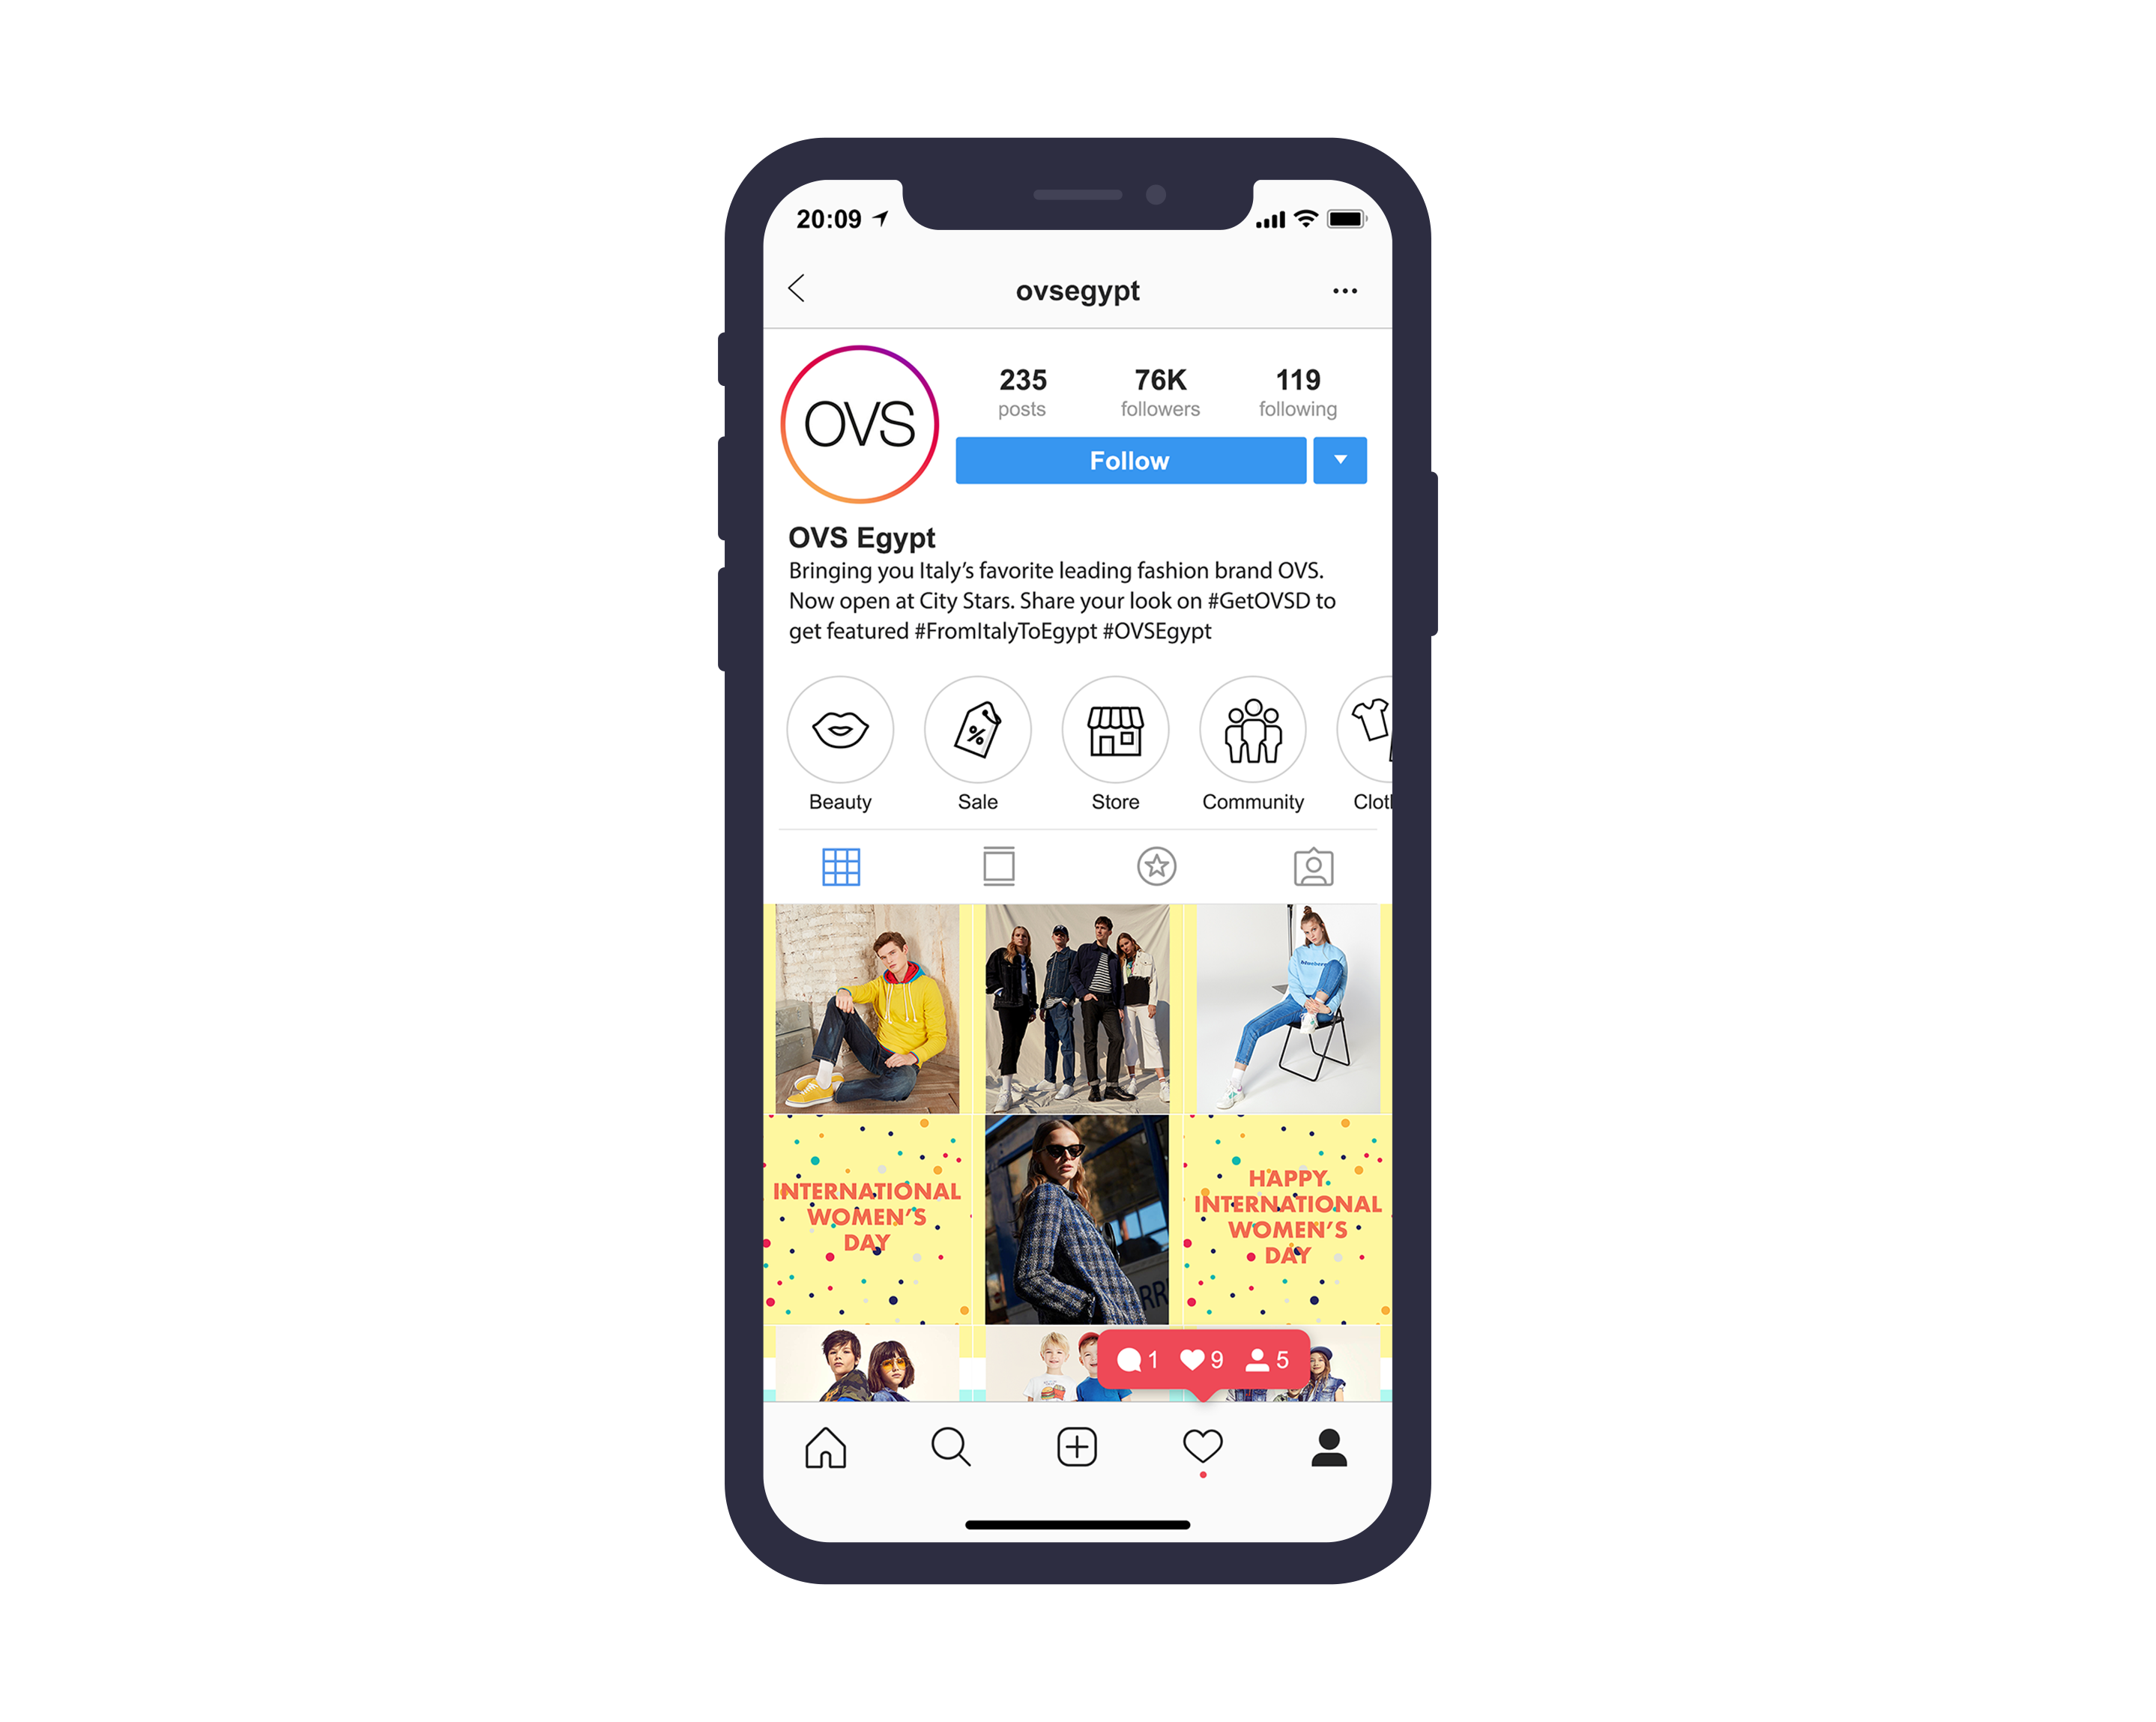 20:09
ovsegypt
OVS
235 76K 119
posts followers following
Follow
OVS Egypt
Bringing you Italy’s favorite leading fashion brand OVS.
Now open at City Stars. Share your look on #GetOVSD to
get featured #FromItalyToEgypt #OVSEgypt
Beauty Sale Store Community Cloth
INTERNATIONAL
WOMEN’S
DAY
HAPPY
INTERNATIONAL
WOMEN’S
DAY
1 9 5